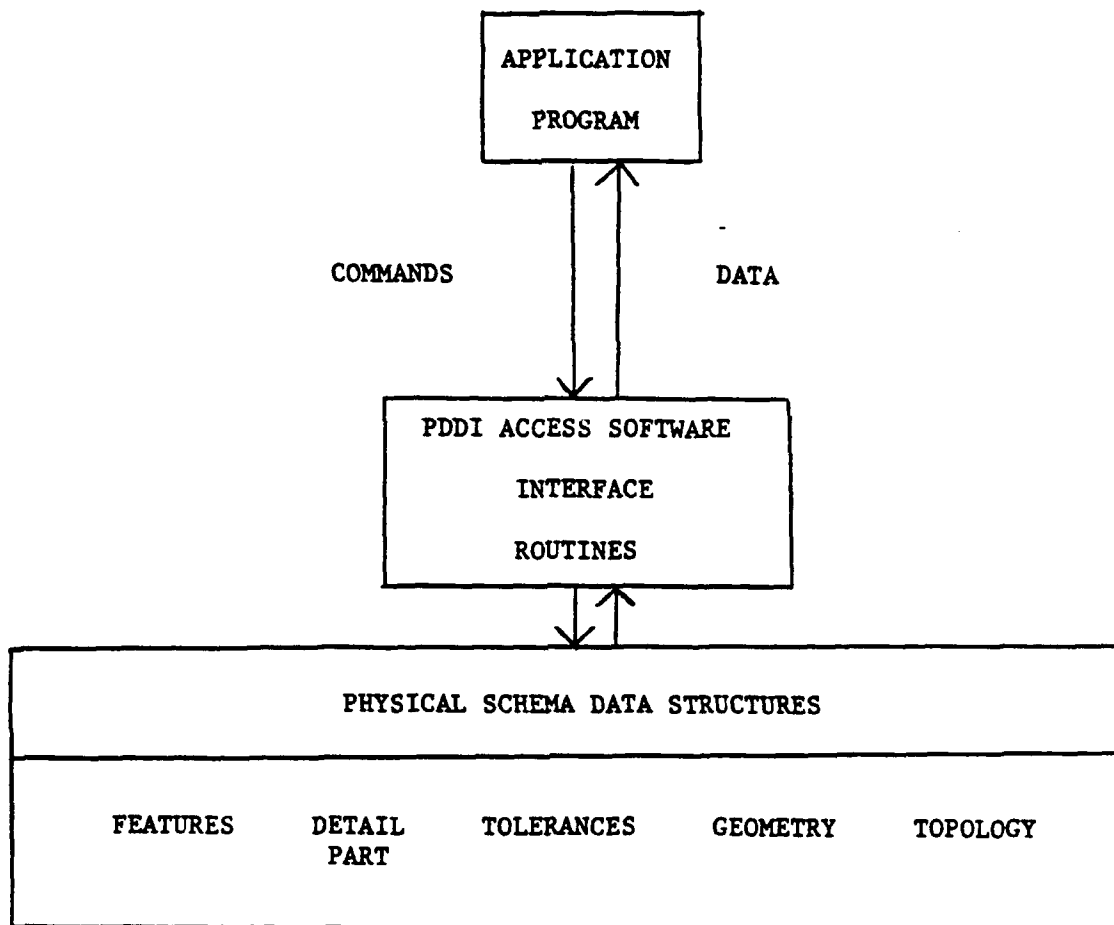 APPLICATION
PROGRAM
COMMANDS
DATA
PDDI ACCESS SOFTWARE
INTERFACE
ROUTINES
PHYSICAL SCHEMA DATA STRUCTURES
FEATURES
DETAIL
PART
TOLERANCES
GEOMETRY
TOPOLOGY